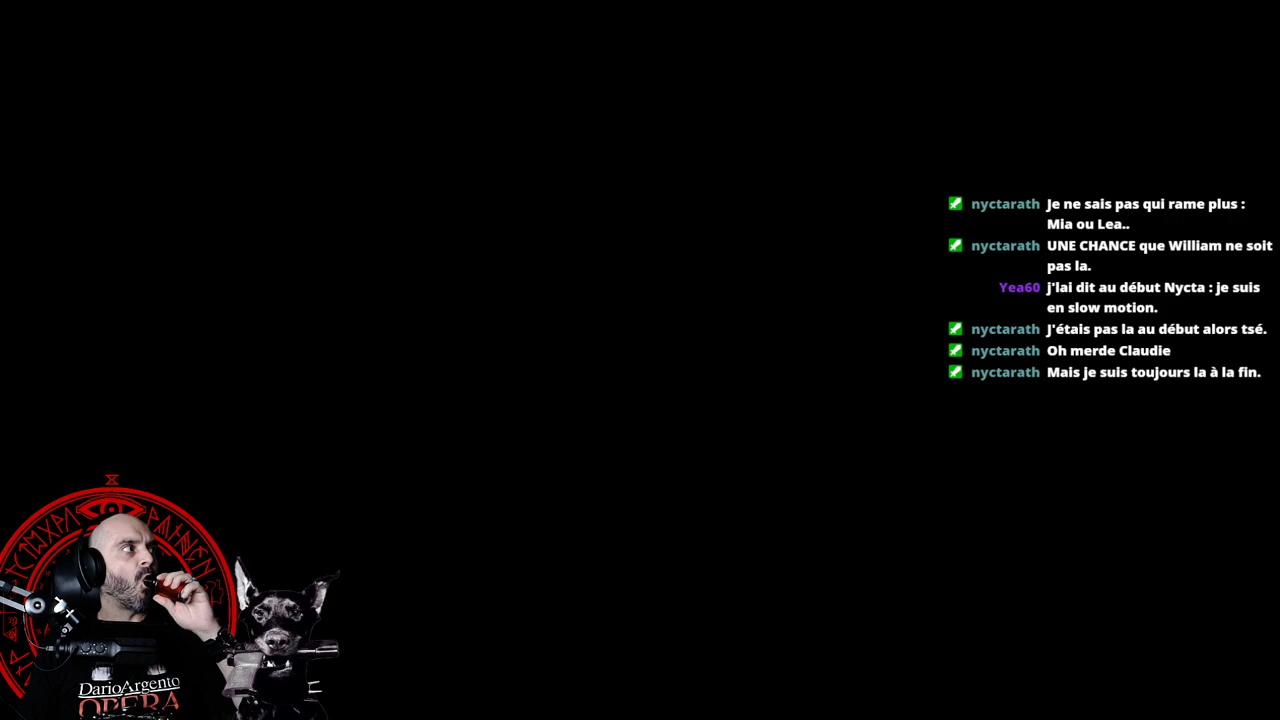 nyctarath Je ne sais pas qui rame plus :
Mia ou Lea..
nyctarath UNE CHANCE que William ne soit
pas la.
Yea60 j'lai dit au début Nycta : je suis
en slow motion.
nyctarath J'étais pas la au début alors tsé.
nyctarath Oh merde Claudie
nyctarath Mais je suis toujours la à la fin.
DarioArgento
OPERA